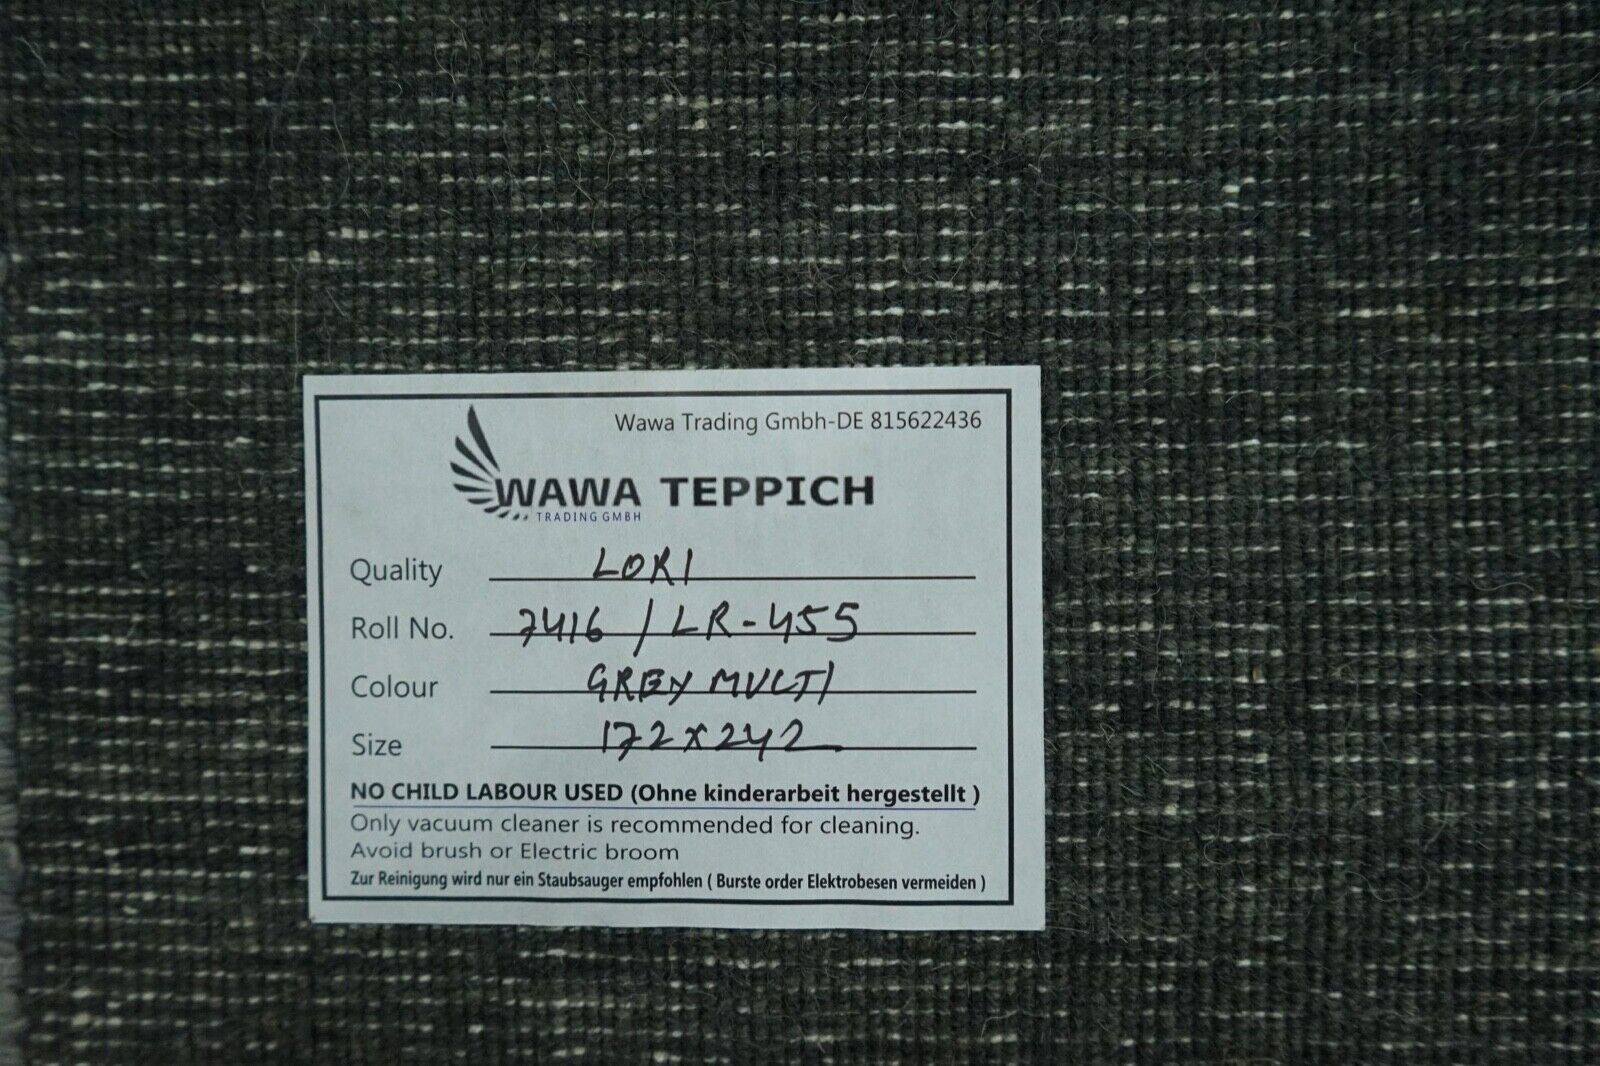 Wawa Trading Gmbh-DE 815622436
WAWA TEPPICH
TRADING GMBH
Quality LORI
Roll No. 7416 / LR-455
Colour GREY MULTI
Size 172x242
NO CHILD LABOUR USED (Ohne kinderarbeit hergestellt )
Only vacuum cleaner is recommended for cleaning.
Avoid brush or Electric broom
Zur Reinigung wird nur ein Staubsauger empfohlen ( Burste order Elektrobesen vermeiden )